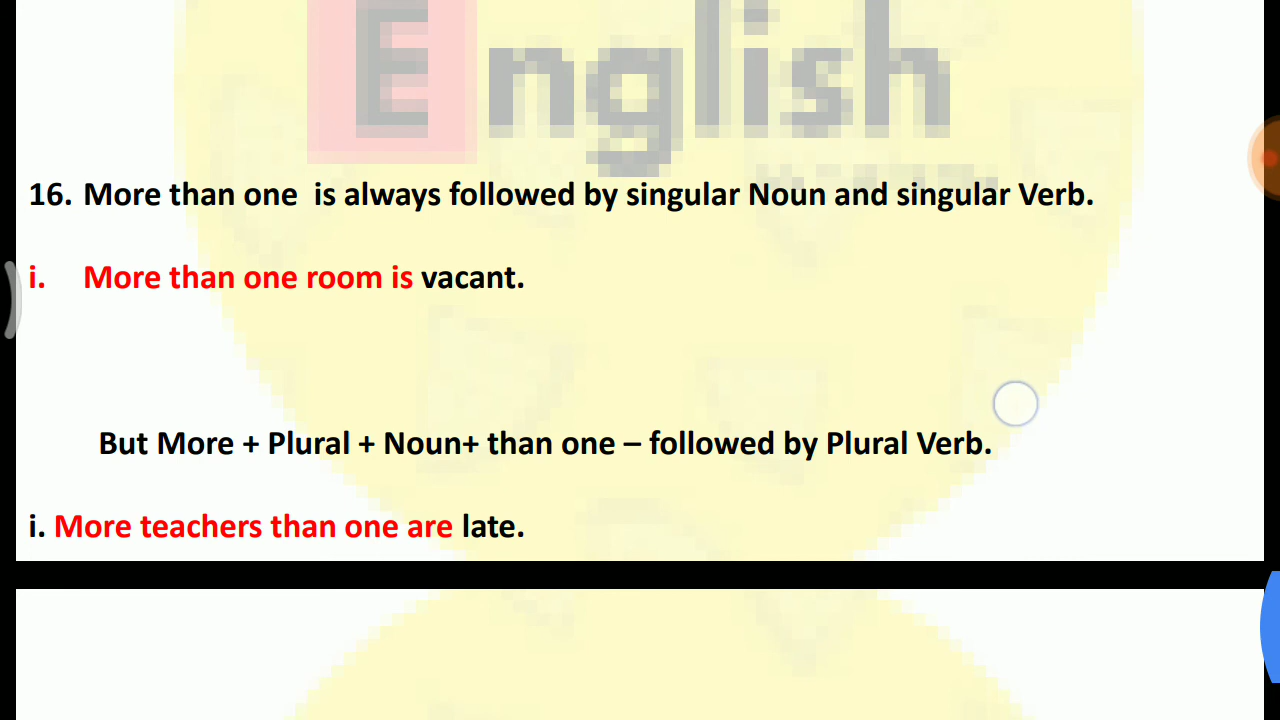 English
16. More than one is always followed by singular Noun and singular Verb.
i. More than one room is vacant.
But More + Plural + Noun+ than one – followed by Plural Verb.
i. More teachers than one are late.